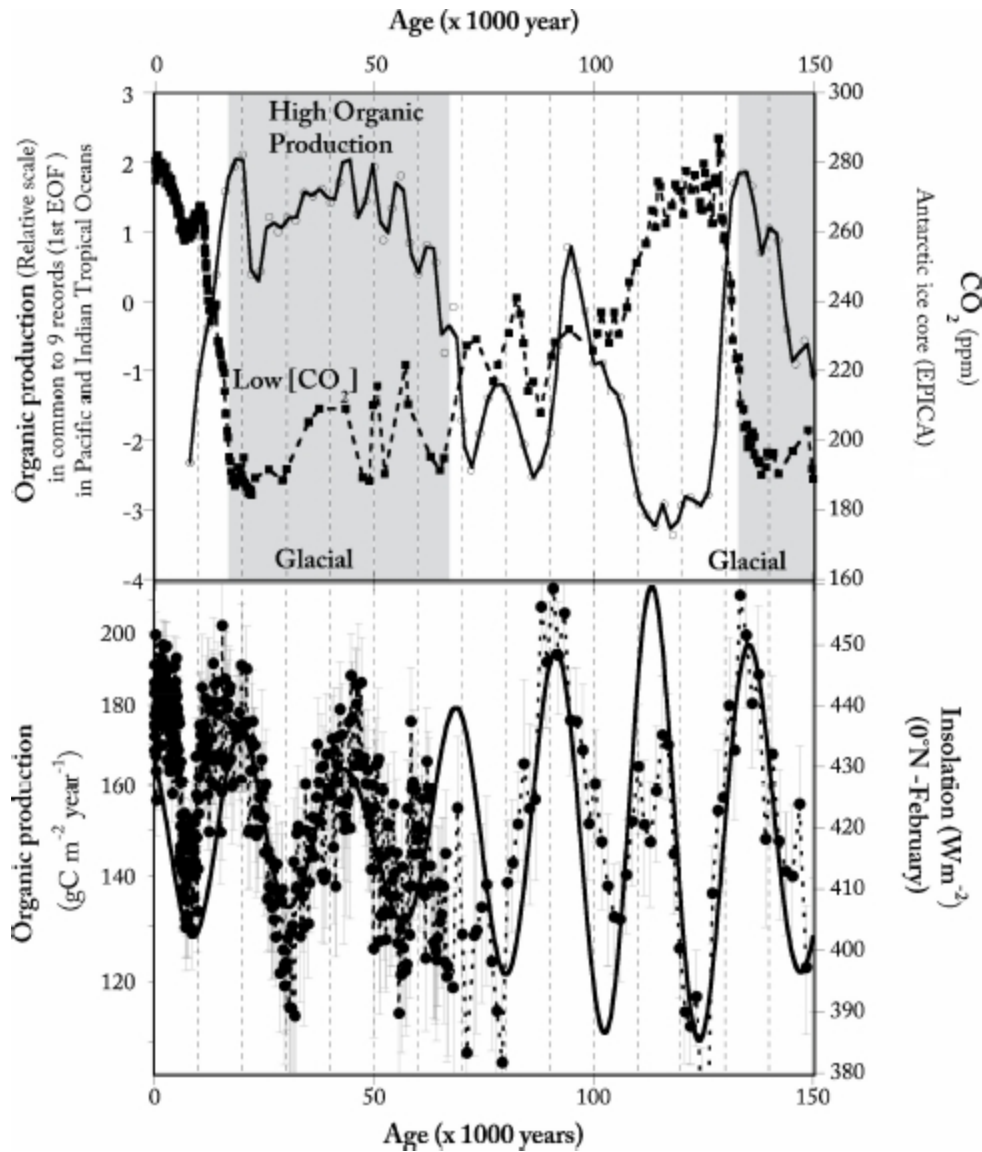 Age (x 1000 year)
0 50 100 150
3
2
1
0
-1
-2
-3
-4
Organic production (Relative scale)
in common to 9 records (1st EOF )
in Pacific and Indian Tropical Oceans
High Organic
Production
Low [CO2]
Glacial
Glacial
300
280
260
240
220
200
180
160
CO2 (ppm)
Antarctic ice core (EPICA)
200
180
160
140
120
Organic production
(gC m-2 year-1)
450
440
430
420
410
400
390
380
Insolation (Wm-2)
(0°N -February)
0 50 100 150
Age (x 1000 years)